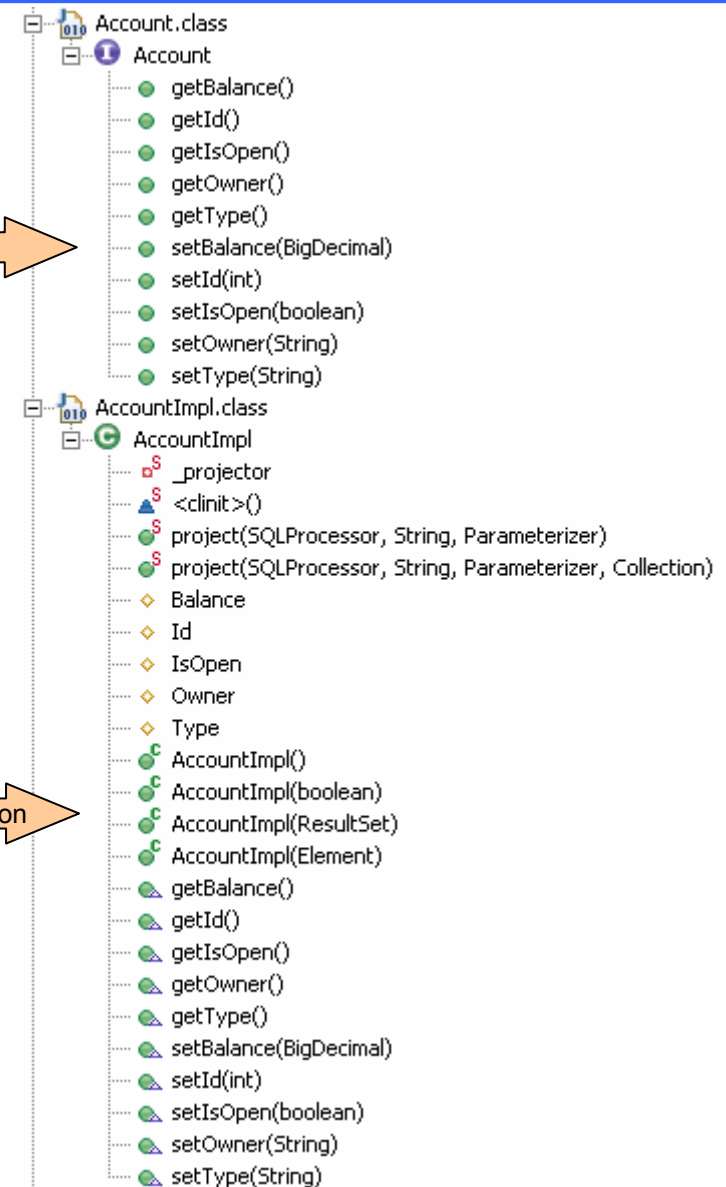 Account.class
Account
getBalance()
getId()
getIsOpen()
getOwner()
getType()
setBalance(BigDecimal)
setId(int)
setIsOpen(boolean)
setOwner(String)
setType(String)
AccountImpl.class
AccountImpl
_projector
<clinit>()
project(SQLProcessor, String, Parameterizer)
project(SQLProcessor, String, Parameterizer, Collection)
Balance
Id
IsOpen
Owner
Type
AccountImpl()
AccountImpl(boolean)
on
AccountImpl(ResultSet)
AccountImpl(Element)
getBalance()
getId()
getIsOpen()
getOwner()
getType()
setBalance(BigDecimal)
setId(int)
setIsOpen(boolean)
setOwner(String)
setType(String)